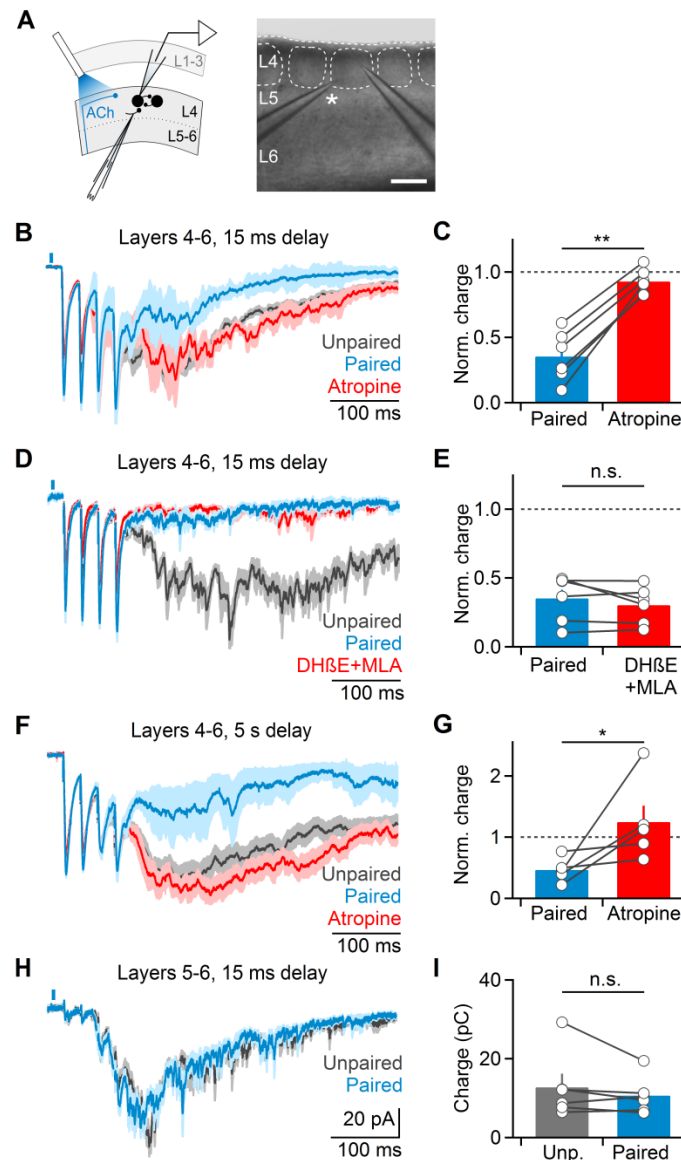 A
L1-3
ACh
L4
L5-6
L4
L5
*
L6
B
Layers 4-6, 15 ms delay
Unpaired
Paired
Atropine
100 ms
C
**
Norm. charge
1.0
0.5
0.0
Paired
Atropine
D
Layers 4-6, 15 ms delay
Unpaired
Paired
DHßE+MLA
100 ms
E
n.s.
Norm. charge
1.0
0.5
0.0
Paired
DHßE
+MLA
F
Layers 4-6, 5 s delay
Unpaired
Paired
Atropine
100 ms
G
*
Norm. charge
2
1
0
Paired
Atropine
H
Layers 5-6, 15 ms delay
Unpaired
Paired
20 pA
100 ms
I
n.s.
Charge (pC)
40
20
0
Unp.
Paired